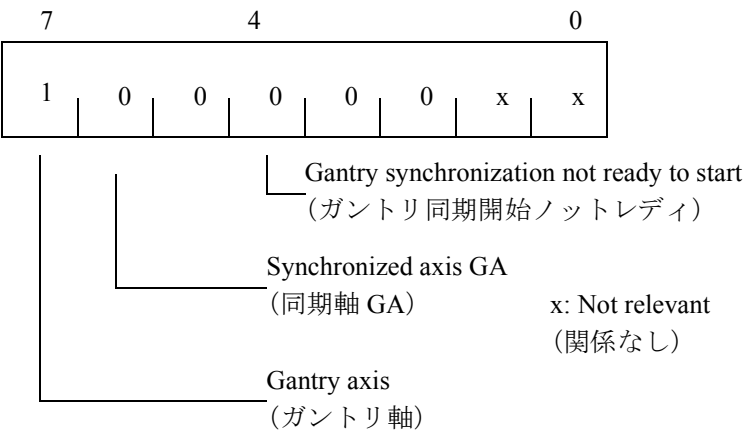 7 4 0
1 0 0 0 0 0 x x
Gantry synchronization not ready to start
（ガントリ同期開始ノットレディ）
Synchronized axis GA
（同期軸 GA）
x: Not relevant
（関係なし）
Gantry axis
（ガントリ軸）